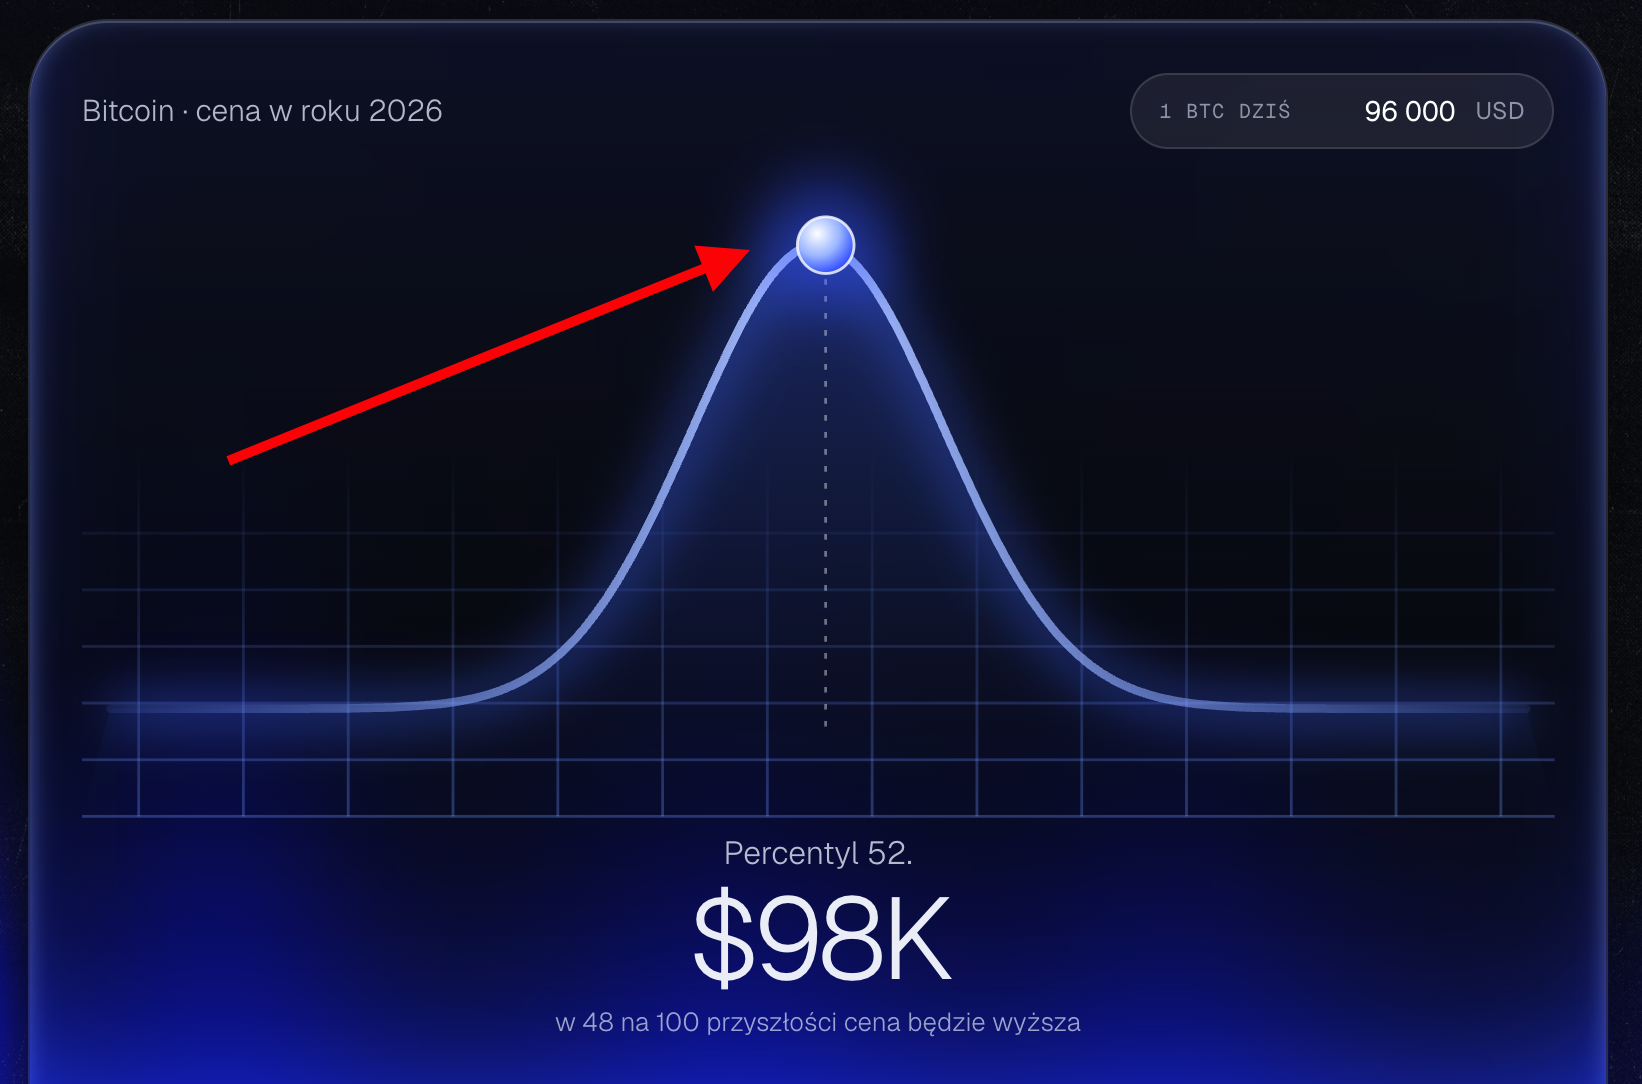 Bitcoin · cena w roku 2026
1 BTC DZIŚ 96 000 USD
Percentyl 52.
$98K
w 48 na 100 przyszłości cena będzie wyższa